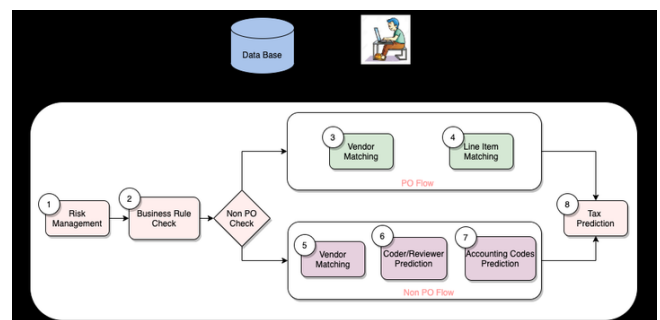 Data Base
1
Risk
Management
2
Business Rule
Check
Non PO
Check
3
Vendor
Matching
4
Line Item
Matching
PO Flow
5
Vendor
Matching
6
Coder/Reviewer
Prediction
7
Accounting Codes
Prediction
Non PO Flow
8
Tax
Prediction